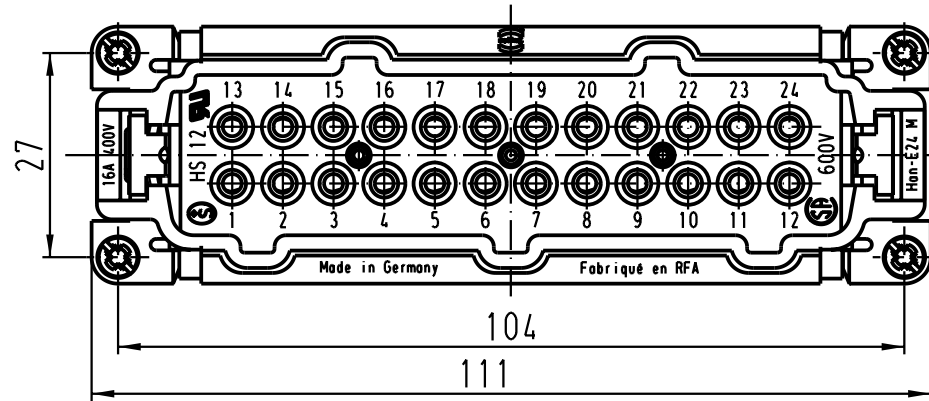 13 14 15 16 17 18 19 20 21 22 23 24
27
16A 400V
HS 12
600V
Han-E24 M
1 2 3 4 5 6 7 8 9 10 11 12
Made in Germany
Fabriqué en RFA
104
111